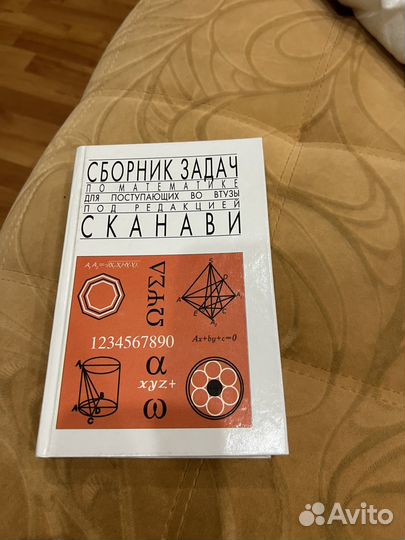 СБОРНИК ЗАДАЧ
ПО МАТЕМАТИКЕ
ДЛЯ ПОСТУПАЮЩИХ ВО ВТУЗЫ
ПОД РЕДАКЦИЕЙ
СКАНАВИ
ΩΨΣΔ
1234567890
Ax+by+c=0
α
xyz+
ω
Avito